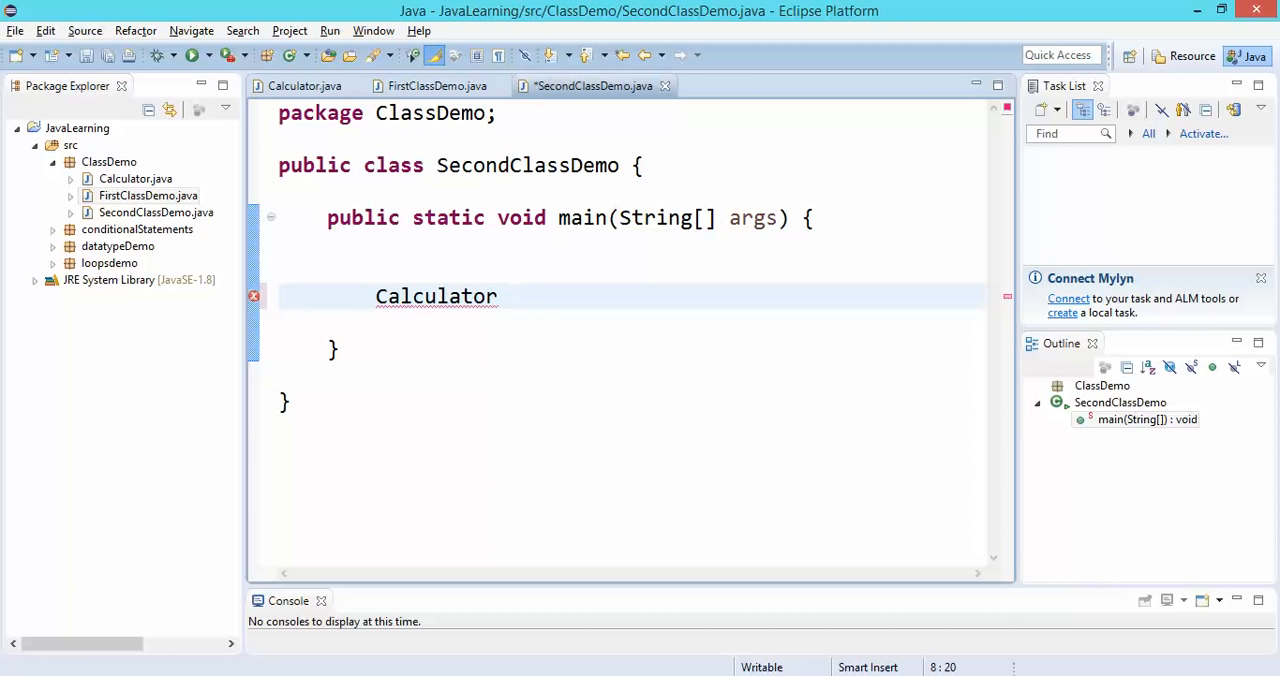 Java - JavaLearning/src/ClassDemo/SecondClassDemo.java - Eclipse Platform
File Edit Source Refactor Navigate Search Project Run Window Help
Quick Access Resource Java
Package Explorer
JavaLearning
src
ClassDemo
Calculator.java
FirstClassDemo.java
SecondClassDemo.java
conditionalStatements
datatypeDemo
loopsdemo
JRE System Library [JavaSE-1.8]
Calculator.java FirstClassDemo.java *SecondClassDemo.java
package ClassDemo;
public class SecondClassDemo {
public static void main(String[] args) {
Calculator
}
}
Task List
Find All Activate...
Connect Mylyn
Connect to your task and ALM tools or
create a local task.
Outline
ClassDemo
SecondClassDemo
main(String[]) : void
Console
No consoles to display at this time.
Writable Smart Insert 8 : 20